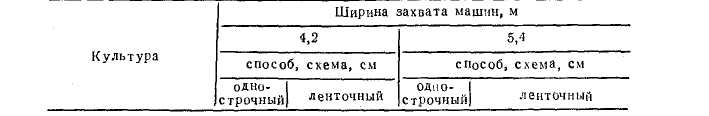 Ширина захвата машин, м
4,2 5,4
Культура
способ, схема, см способ, схема, см
одно-строчный ленточный одно-строчный ленточный